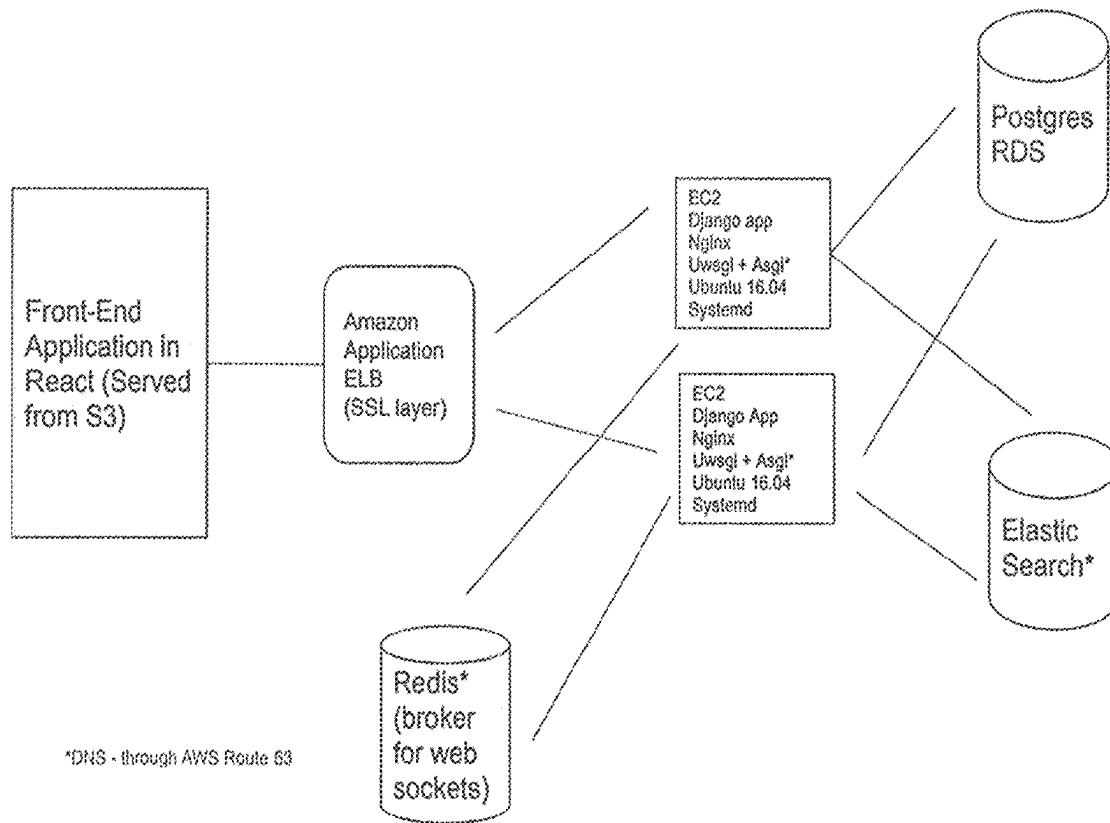 Front-End
Application in
React (Served
from S3)
Amazon
Application
ELB
(SSL layer)
EC2
Django app
Nginx
Uwsgi + Asgi*
Ubuntu 16.04
Systemd
EC2
Django App
Nginx
Uwsgi + Asgi*
Ubuntu 16.04
Systemd
Postgres
RDS
Elastic
Search*
Redis*
(broker
for web
sockets)
*DNS - through AWS Route 53